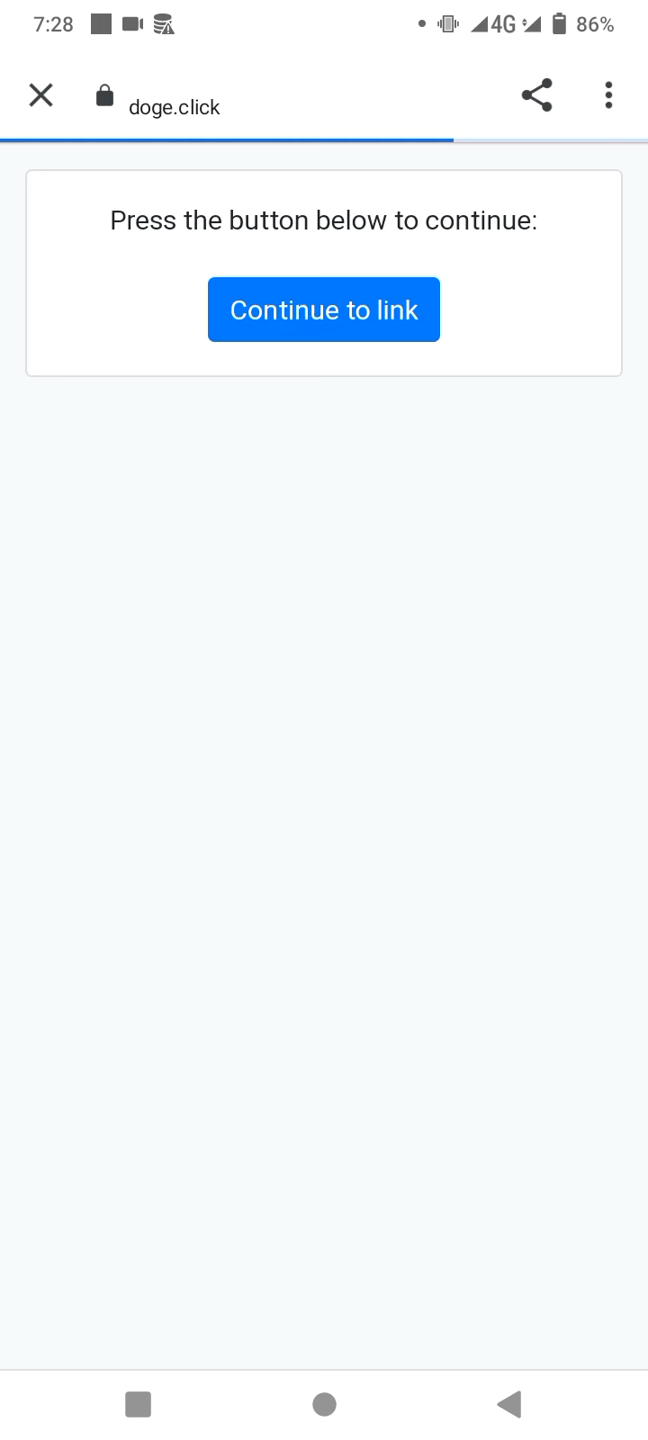 7:28
4G
86%
doge.click
Press the button below to continue:
Continue to link